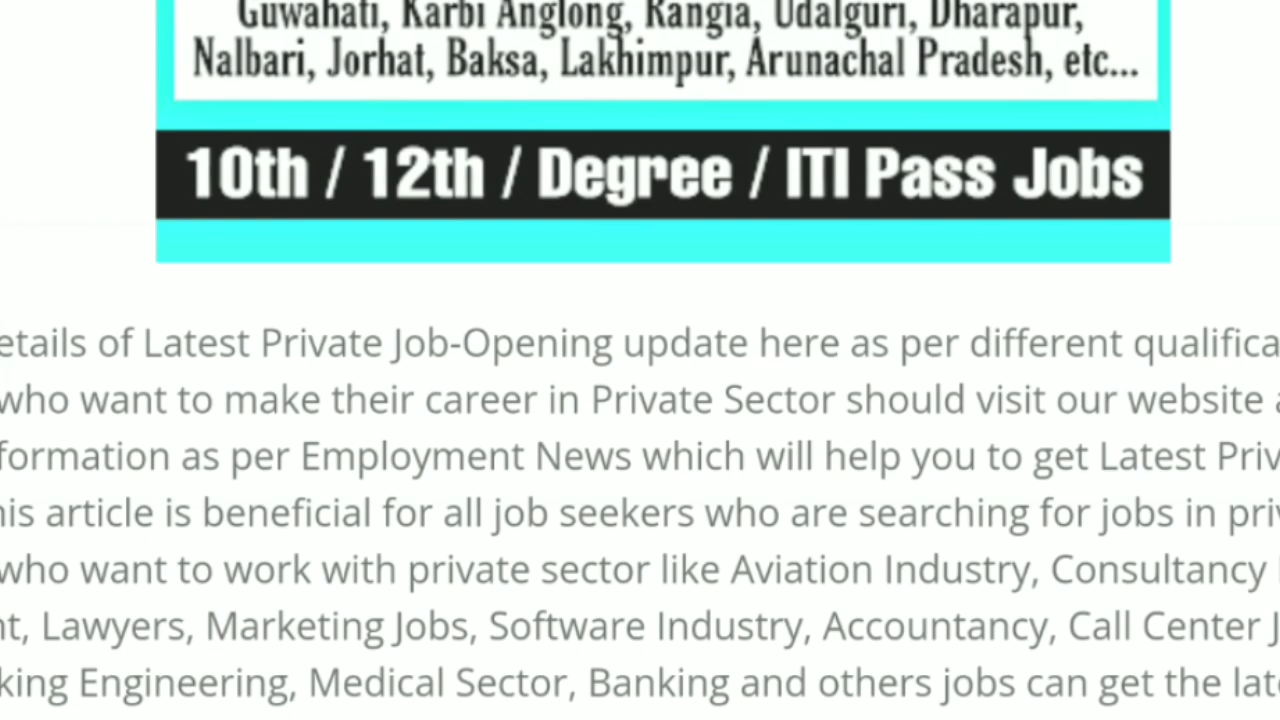 Guwahati, Karbi Anglong, Rangia, Udalguri, Dharapur,
Nalbari, Jorhat, Baksa, Lakhimpur, Arunachal Pradesh, etc...
10th / 12th / Degree / ITI Pass Jobs
etails of Latest Private Job-Opening update here as per different qualifica
who want to make their career in Private Sector should visit our website a
formation as per Employment News which will help you to get Latest Priv
his article is beneficial for all job seekers who are searching for jobs in priv
who want to work with private sector like Aviation Industry, Consultancy
nt, Lawyers, Marketing Jobs, Software Industry, Accountancy, Call Center J
king Engineering, Medical Sector, Banking and others jobs can get the late